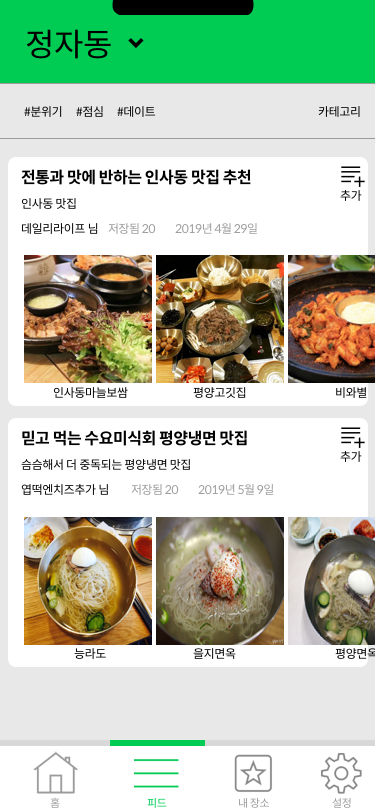 정자동
#분위기 #점심 #데이트 카테고리
전통과 맛에 반하는 인사동 맛집 추천
추가
인사동 맛집
데일리라이프 님 저장됨 20 2019년 4월 29일
인사동마늘보쌈 평양고깃집 비와별
믿고 먹는 수요미식회 평양냉면 맛집
추가
슴슴해서 더 중독되는 평양냉면 맛집
엽떡엔치즈추가 님 저장됨 20 2019년 5월 9일
능라도 을지면옥 평양면옥
홈 피드 내 장소 설정